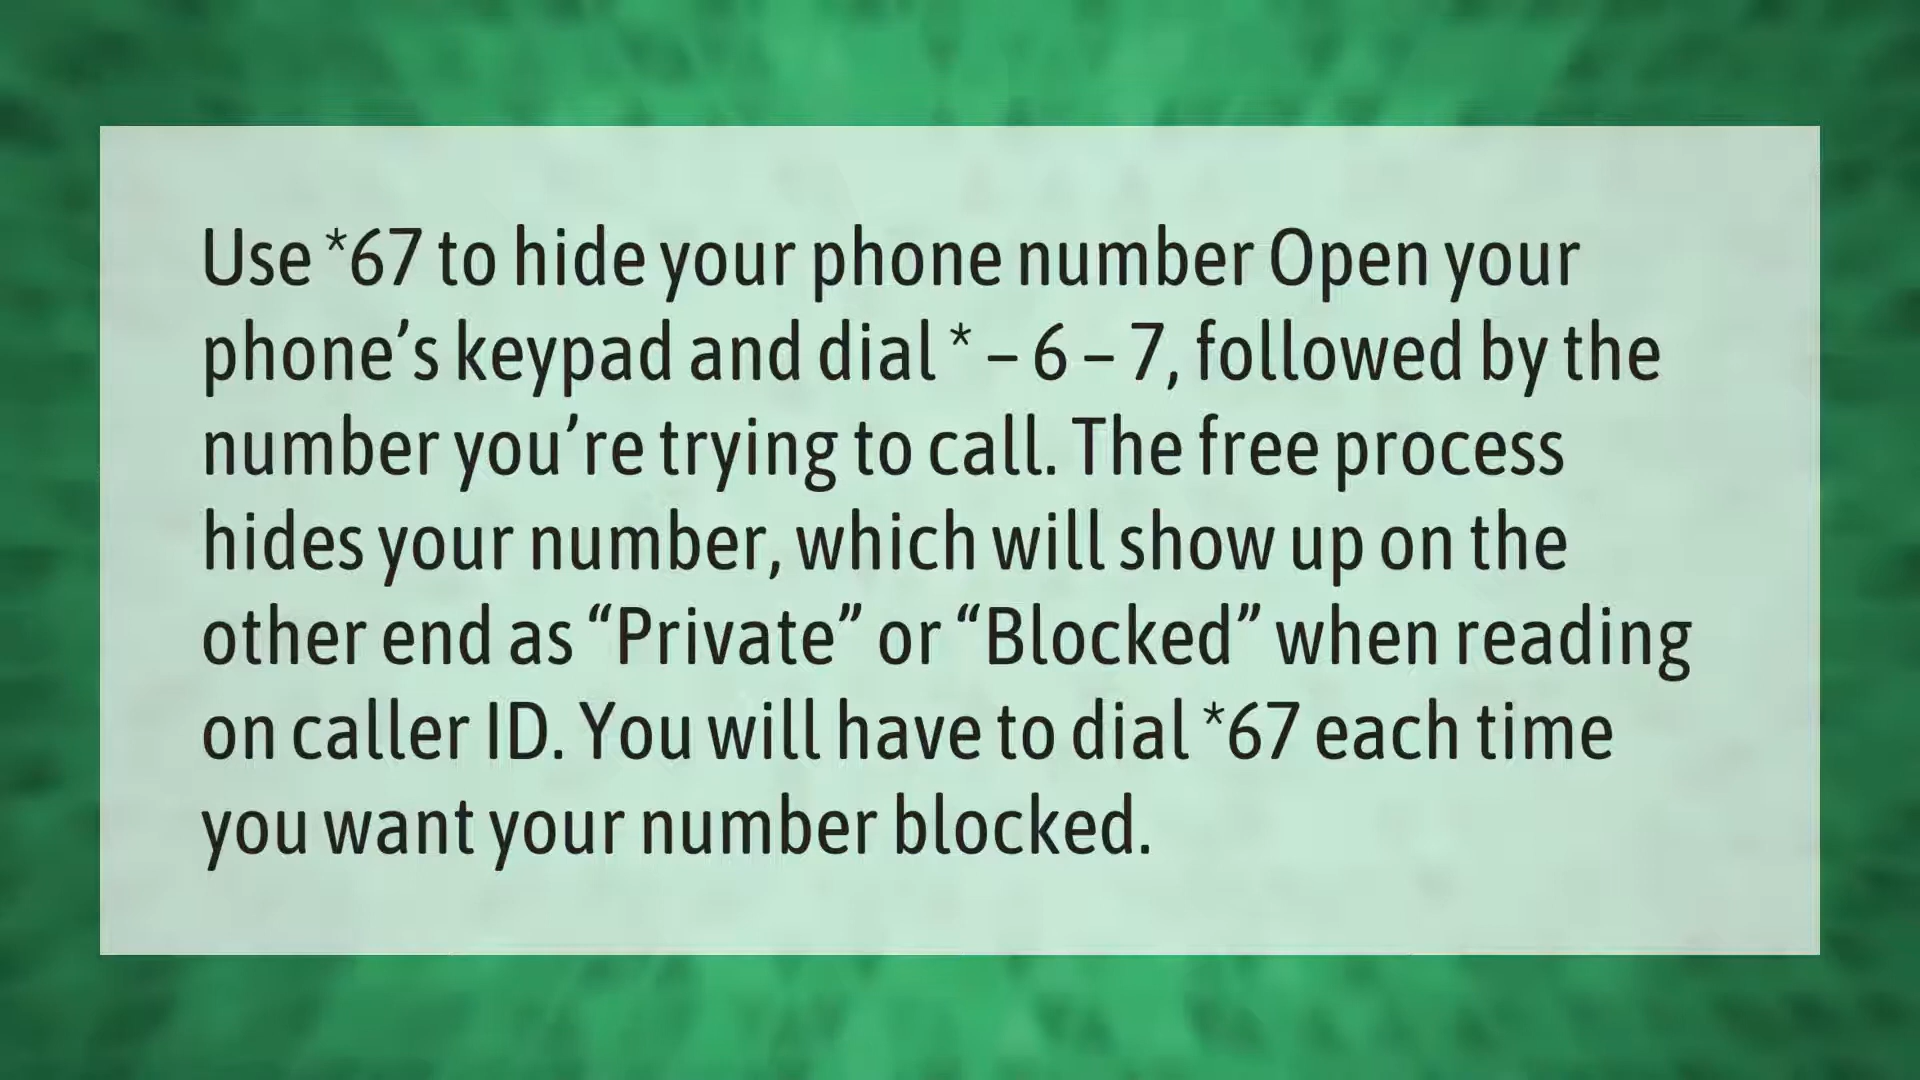 Use *67 to hide your phone number Open your
phone’s keypad and dial * – 6 – 7, followed by the
number you’re trying to call. The free process
hides your number, which will show up on the
other end as “Private” or “Blocked” when reading
on caller ID. You will have to dial *67 each time
you want your number blocked.